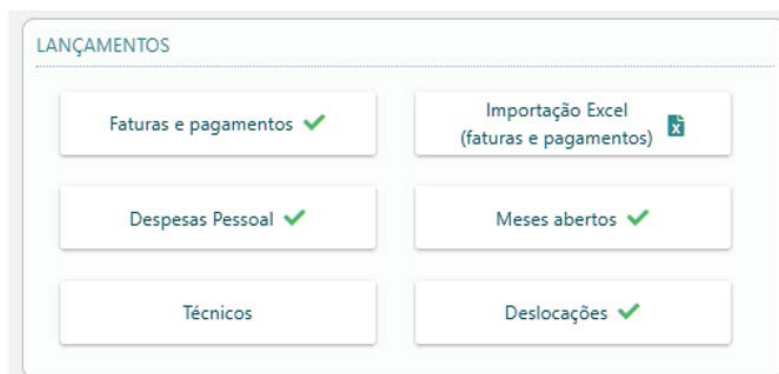 LANÇAMENTOS
Faturas e pagamentos
Importação Excel
(faturas e pagamentos)
Despesas Pessoal
Meses abertos
Técnicos
Deslocações